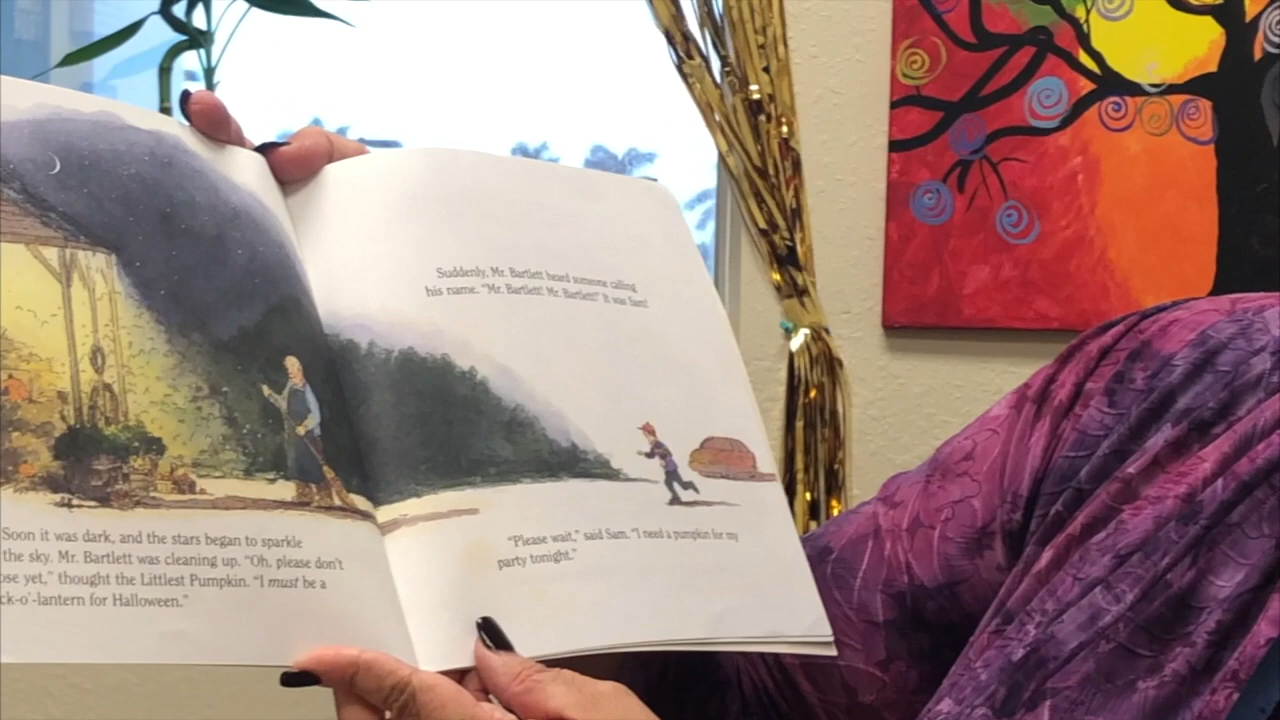 Soon it was dark, and the stars began to sparkle
the sky. Mr. Bartlett was cleaning up. "Oh, please don't
ose yet," thought the Littlest Pumpkin. "I must be a
ck-o'-lantern for Halloween."
Suddenly, Mr. Bartlett heard someone calling
his name. "Mr. Bartlett! Mr. Bartlett!" It was Sam!
"Please wait," said Sam. "I need a pumpkin for my
party tonight."